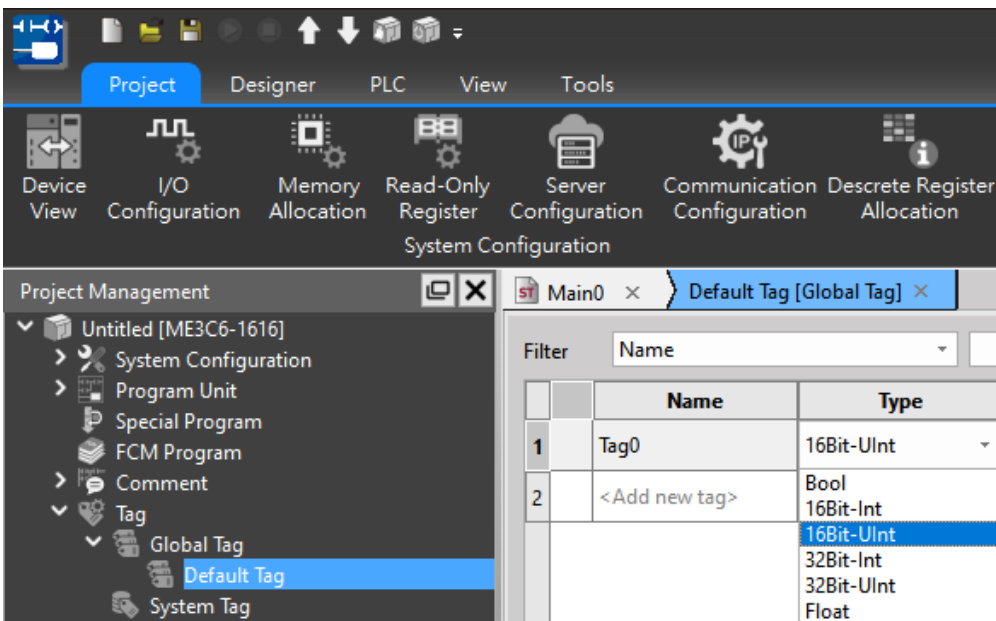 Project Designer PLC View Tools
Device View
I/O Configuration
Memory Allocation
Read-Only Register
Server Configuration
Communication Configuration
Descrete Register Allocation
System Configuration
Project Management
Untitled [ME3C6-1616]
System Configuration
Program Unit
Special Program
FCM Program
Comment
Tag
Global Tag
Default Tag
System Tag
ST Main0 Default Tag [Global Tag]
Filter Name
Name Type
1 Tag0 16Bit-UInt
2 <Add new tag>
Bool
16Bit-Int
16Bit-UInt
32Bit-Int
32Bit-UInt
Float